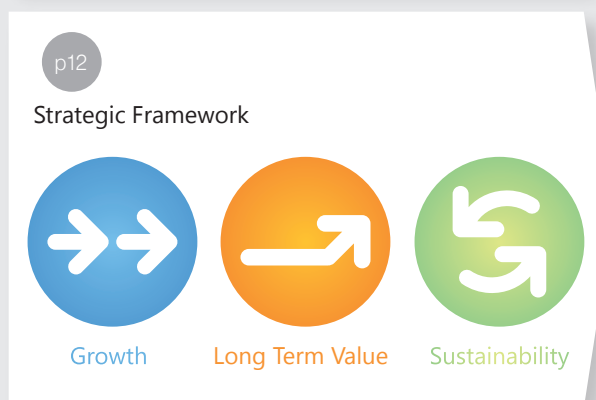 p12
Strategic Framework
Growth
Long Term Value
Sustainability